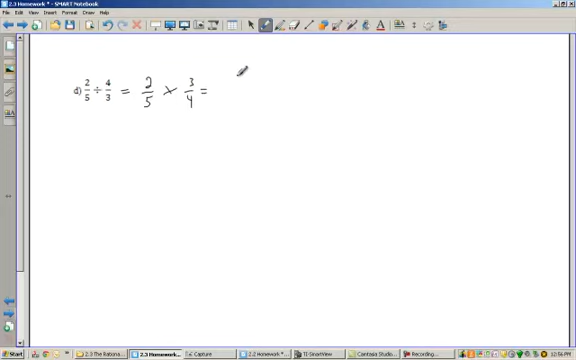 2.3 Homework * - SMART Notebook
File Edit View Insert Format Draw Help
d) 2/5 ÷ 4/3 = 2/5 × 3/4 =
Start
2.3 The Rationa...
2.3 Homework...
Capture
2.2 Homework *...
TI-SmartView
Camtasia Studio...
Recording...
12:56 PM